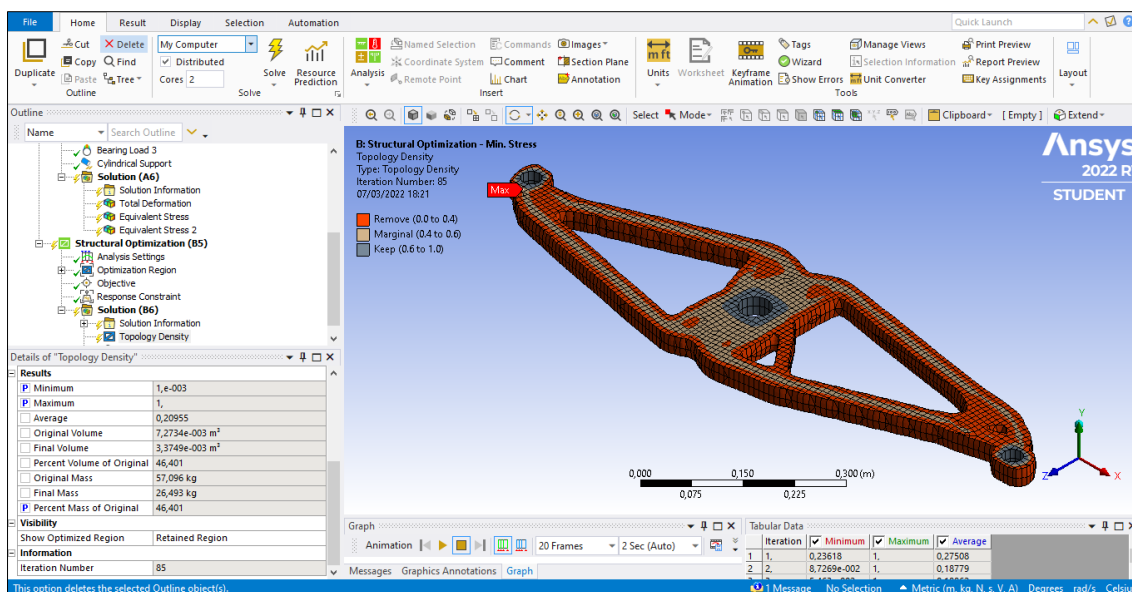 File Home Result Display Selection Automation Quick Launch
Cut Delete My Computer Named Selection Commands Images Tags Manage Views Print Preview
Copy Find Distributed Coordinate System Comment Section Plane Wizard Selection Information Report Preview
Duplicate Paste Tree Cores 2 Solve Resource Prediction Analysis Remote Point Chart Annotation Units Worksheet Keyframe Animation Show Errors Unit Converter Key Assignments Layout
Outline Solve Insert Tools
Outline Select Mode Clipboard [ Empty ] Extend
Name Search Outline
Bearing Load 3
Cylindrical Support
Solution (A6)
Solution Information
Total Deformation
Equivalent Stress
Equivalent Stress 2
Structural Optimization (B5)
Analysis Settings
Optimization Region
Objective
Response Constraint
Solution (B6)
Solution Information
Topology Density
B: Structural Optimization - Min. Stress
Topology Density
Type: Topology Density
Iteration Number: 85
07/03/2022 18:21
Remove (0.0 to 0.4)
Marginal (0.4 to 0.6)
Keep (0.6 to 1.0)
Max
Ansys
2022 R
STUDENT
0,000 0,150 0,300 (m)
0,075 0,225
Y
Z X
Details of "Topology Density"
Results
P Minimum 1,e-003
P Maximum 1,
Average 0,20955
Original Volume 7,2734e-003 m³
Final Volume 3,3749e-003 m³
Percent Volume of Original 46,401
Original Mass 57,096 kg
Final Mass 26,493 kg
P Percent Mass of Original 46,401
Visibility
Show Optimized Region Retained Region
Information
Iteration Number 85
Graph
Animation 20 Frames 2 Sec (Auto)
Messages Graphics Annotations Graph
Tabular Data
Iteration Minimum Maximum Average
1 1, 0,23618 1, 0,27508
2 2, 8,7269e-002 1, 0,18779
This option deletes the selected Outline object(s). 1 Message No Selection Metric (m, kg, N, s, V, A) Degrees rad/s Celsiu